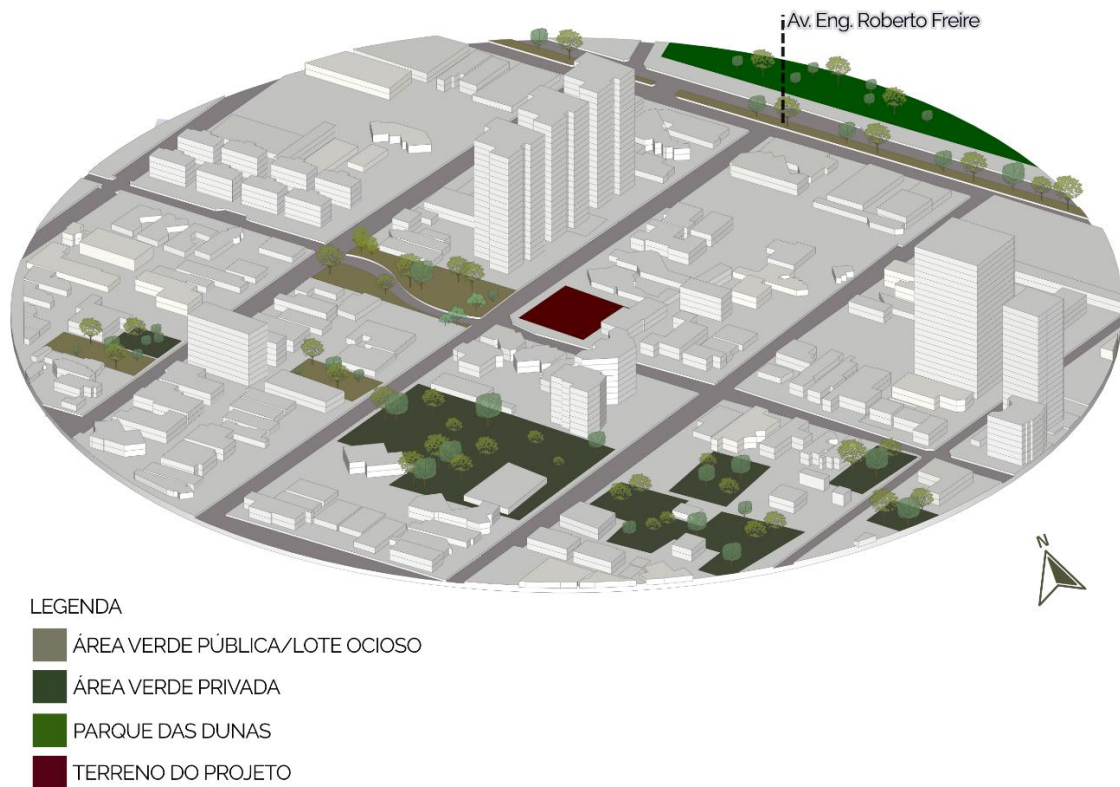 Av. Eng. Roberto Freire
N
LEGENDA
ÁREA VERDE PÚBLICA/LOTE OCIOSO
ÁREA VERDE PRIVADA
PARQUE DAS DUNAS
TERRENO DO PROJETO